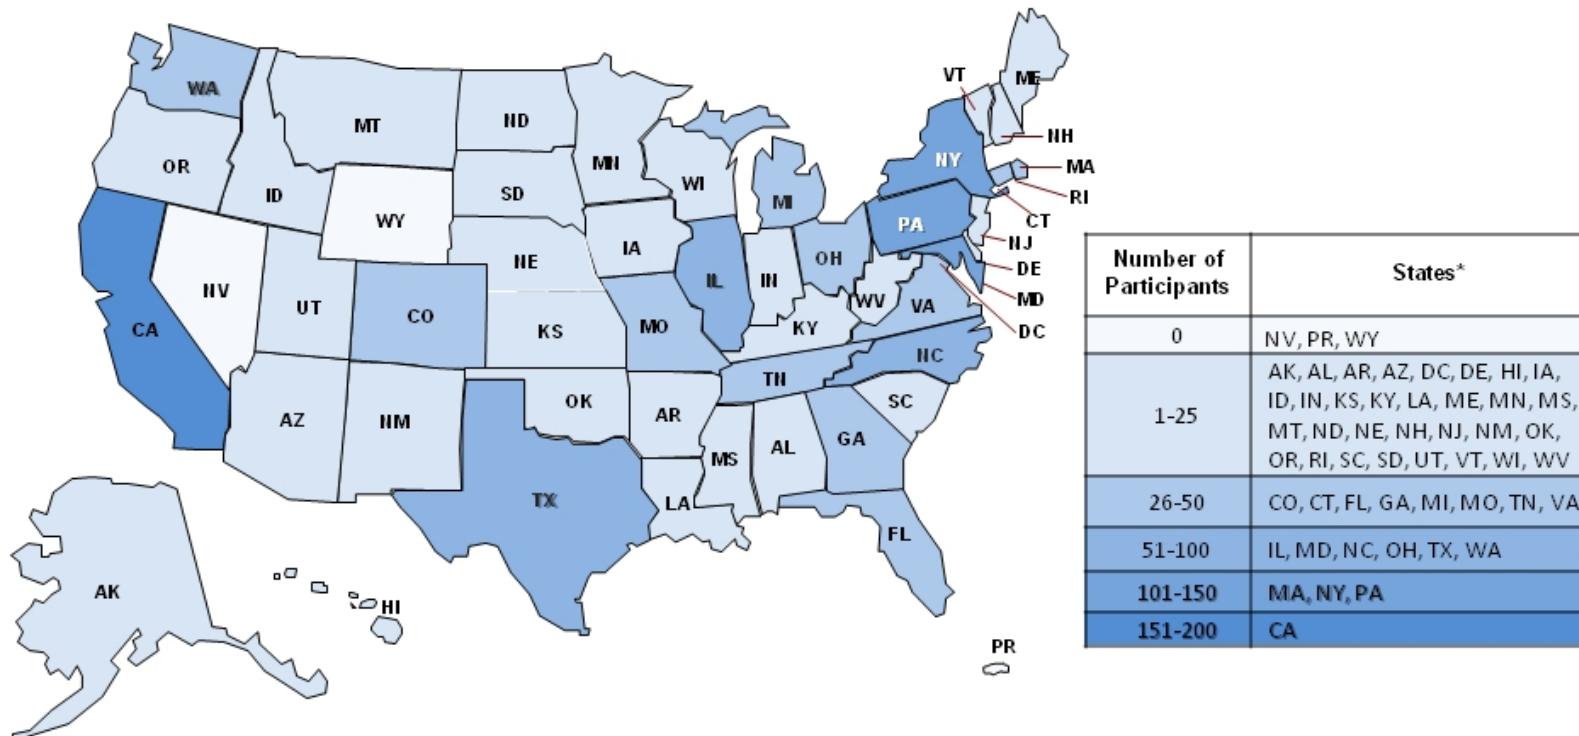 WA
MT
ND
OR
ID
MN
SD
WI
WY
MI
IA
NE
NV
UT
CO
CA
KS
MO
IL
IN
OH
PA
NY
VT
ME
NH
MA
RI
CT
NJ
DE
MD
DC
WV
VA
KY
NC
TN
SC
AZ
NM
OK
AR
MS
AL
GA
TX
LA
FL
AK
HI
PR
Number of
Participants
States*
0
NV, PR, WY
1-25
AK, AL, AR, AZ, DC, DE, HI, IA,
ID, IN, KS, KY, LA, ME, MN, MS,
MT, ND, NE, NH, NJ, NM, OK,
OR, RI, SC, SD, UT, VT, WI, WV
26-50
CO, CT, FL, GA, MI, MO, TN, VA
51-100
IL, MD, NC, OH, TX, WA
101-150
MA, NY, PA
151-200
CA